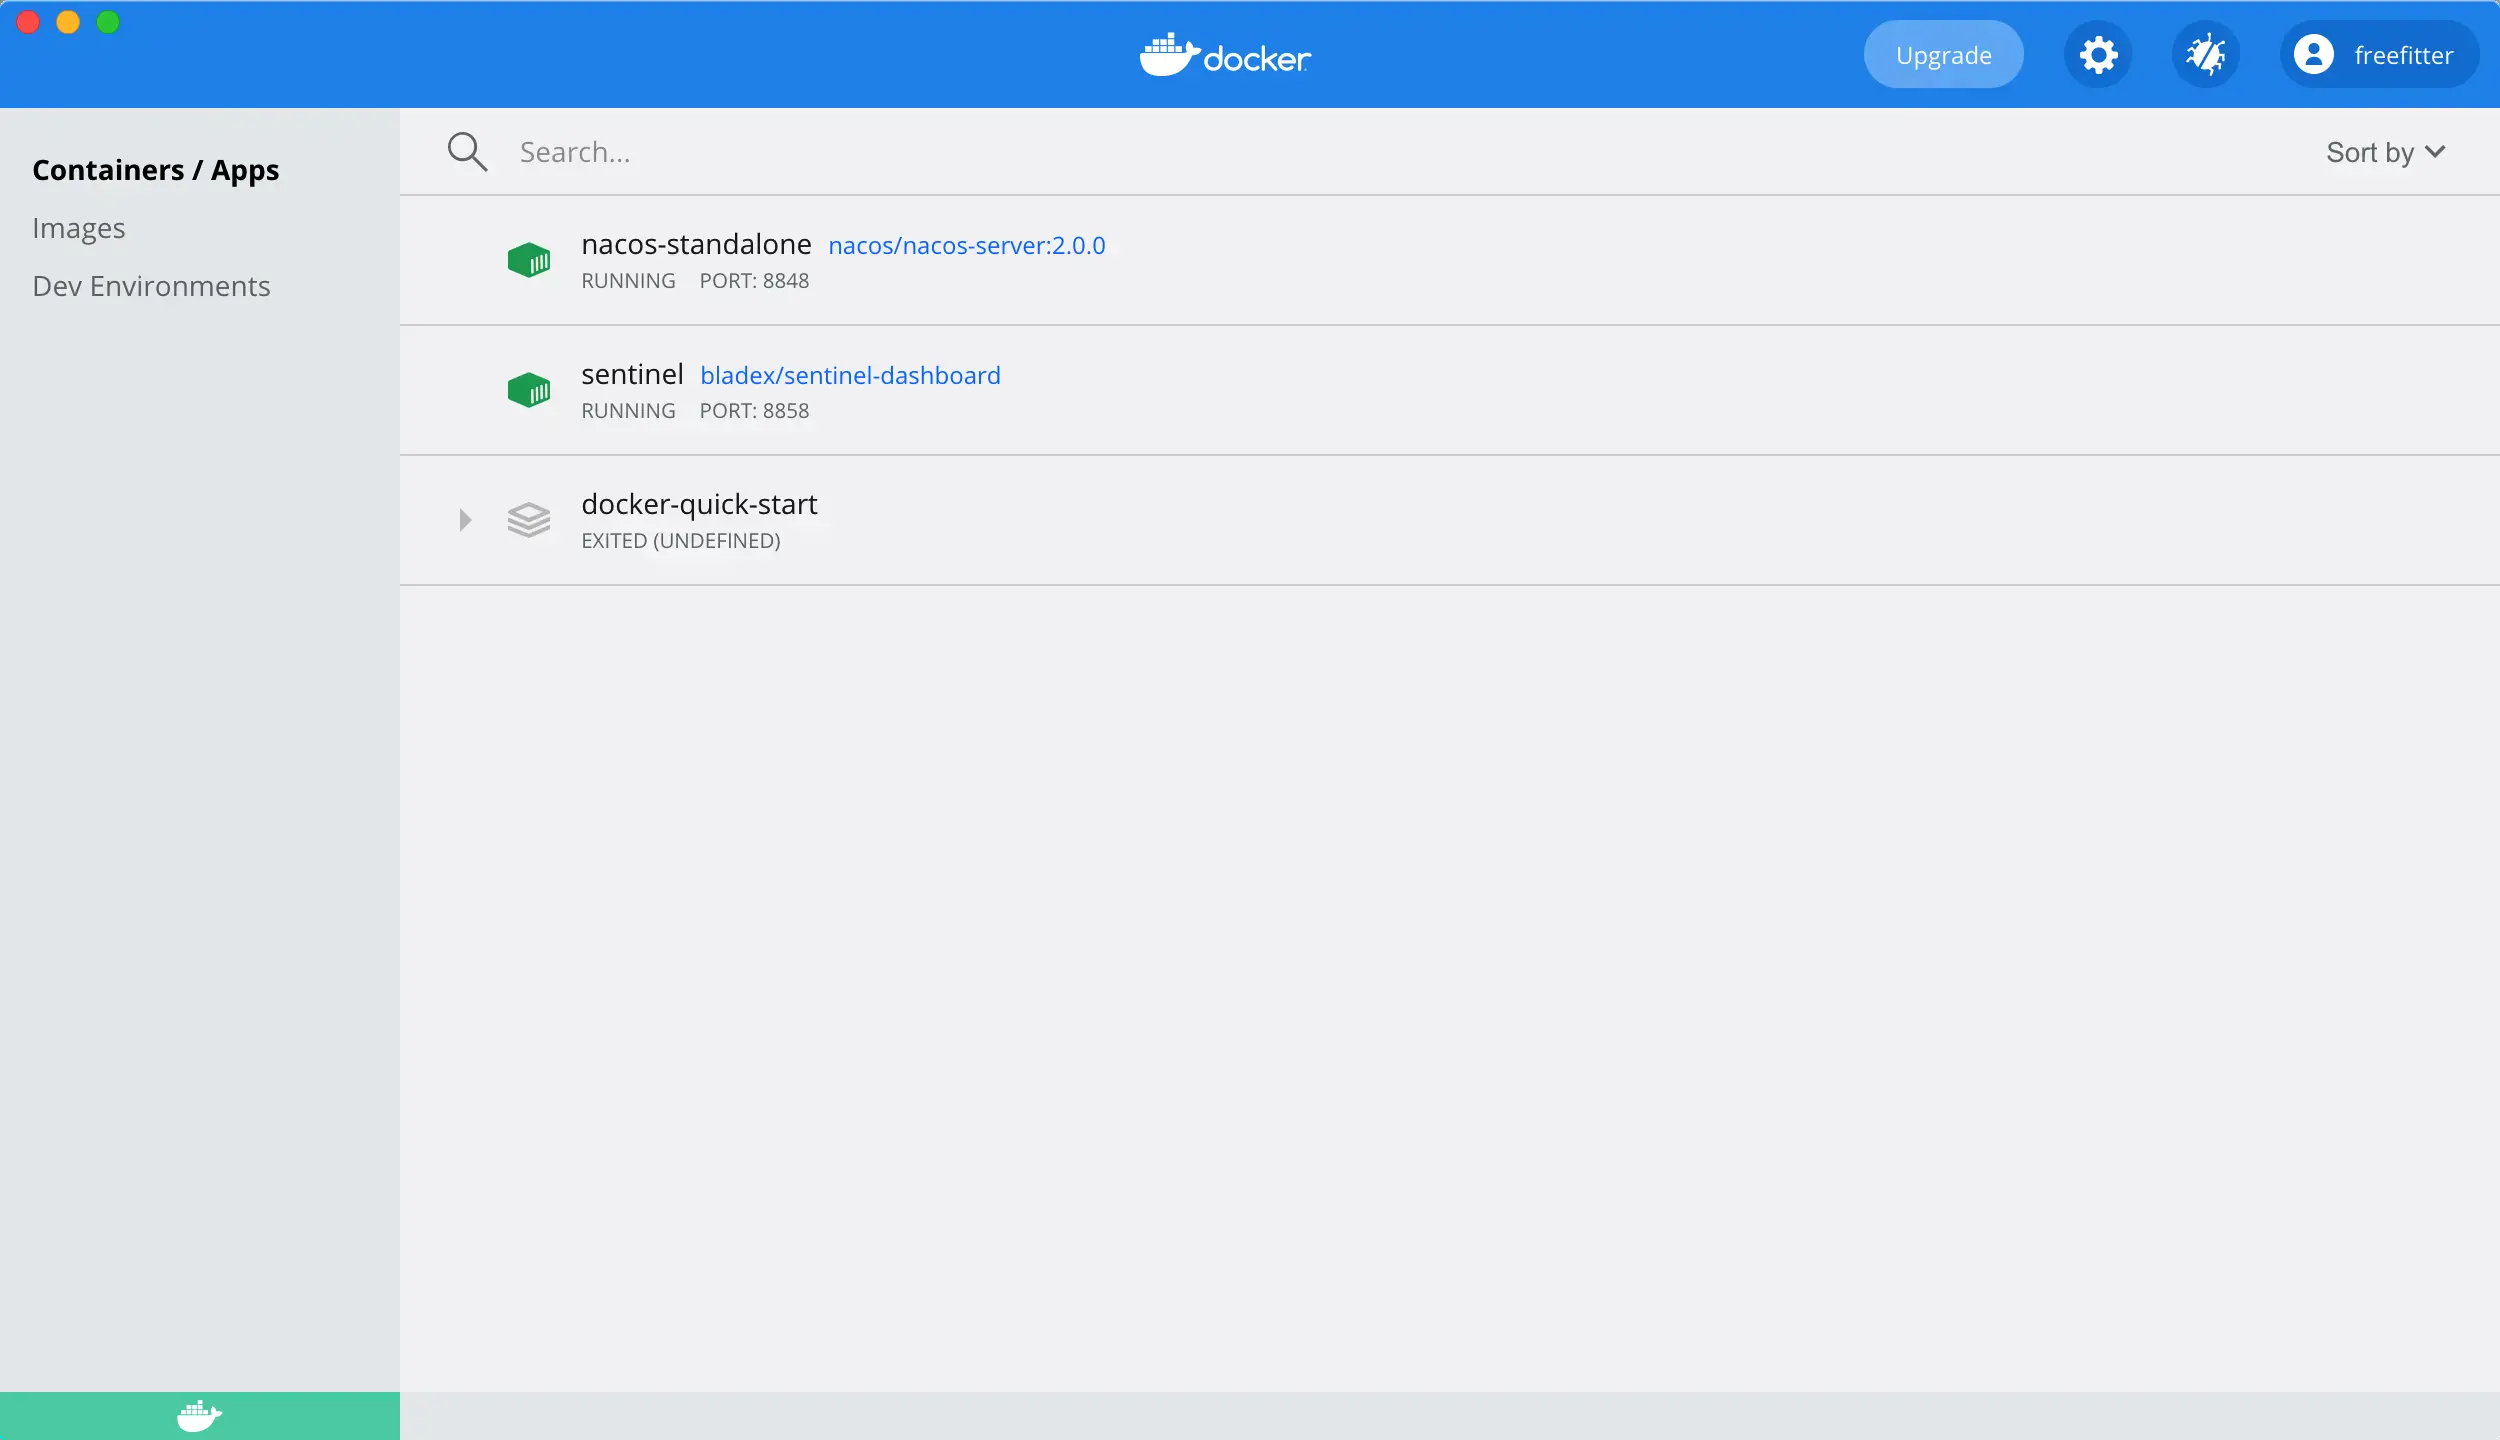 docker
Upgrade
freefitter
Containers / Apps
Images
Dev Environments
Search...
Sort by
nacos-standalone nacos/nacos-server:2.0.0
RUNNING PORT: 8848
sentinel bladex/sentinel-dashboard
RUNNING PORT: 8858
docker-quick-start
EXITED (UNDEFINED)